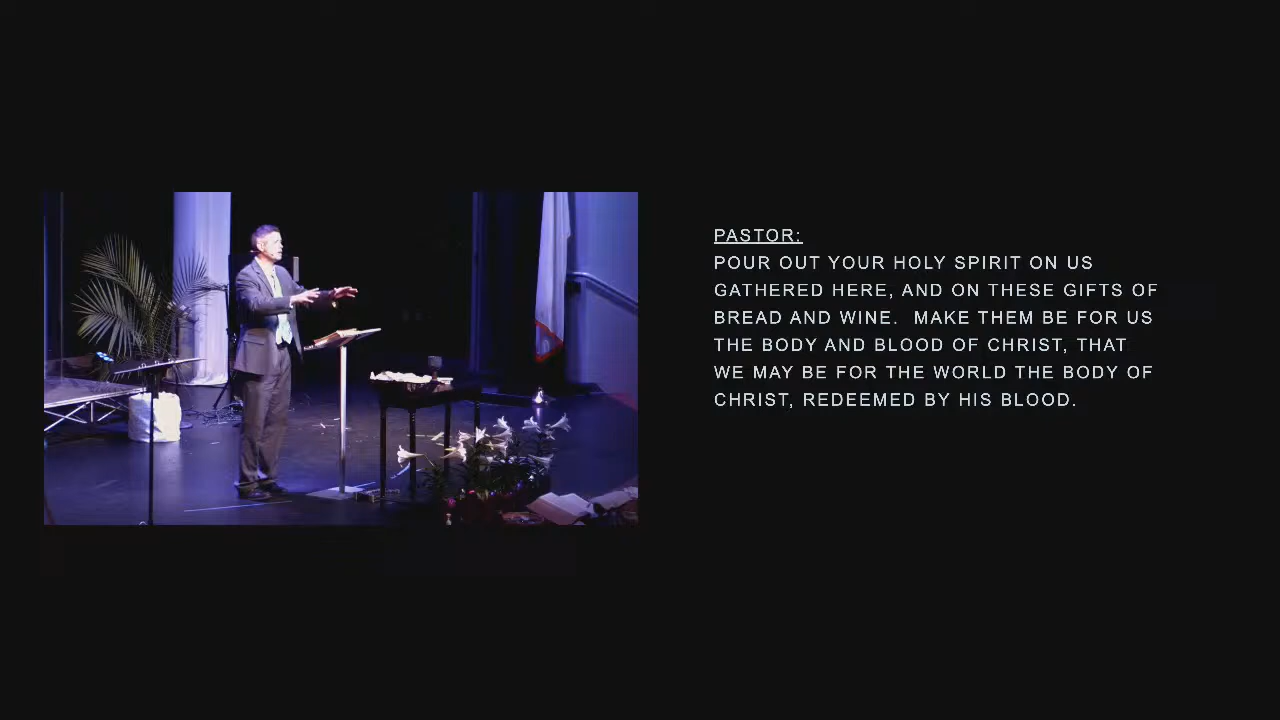 PASTOR:
POUR OUT YOUR HOLY SPIRIT ON US
GATHERED HERE, AND ON THESE GIFTS OF
BREAD AND WINE.  MAKE THEM BE FOR US
THE BODY AND BLOOD OF CHRIST, THAT
WE MAY BE FOR THE WORLD THE BODY OF
CHRIST, REDEEMED BY HIS BLOOD.